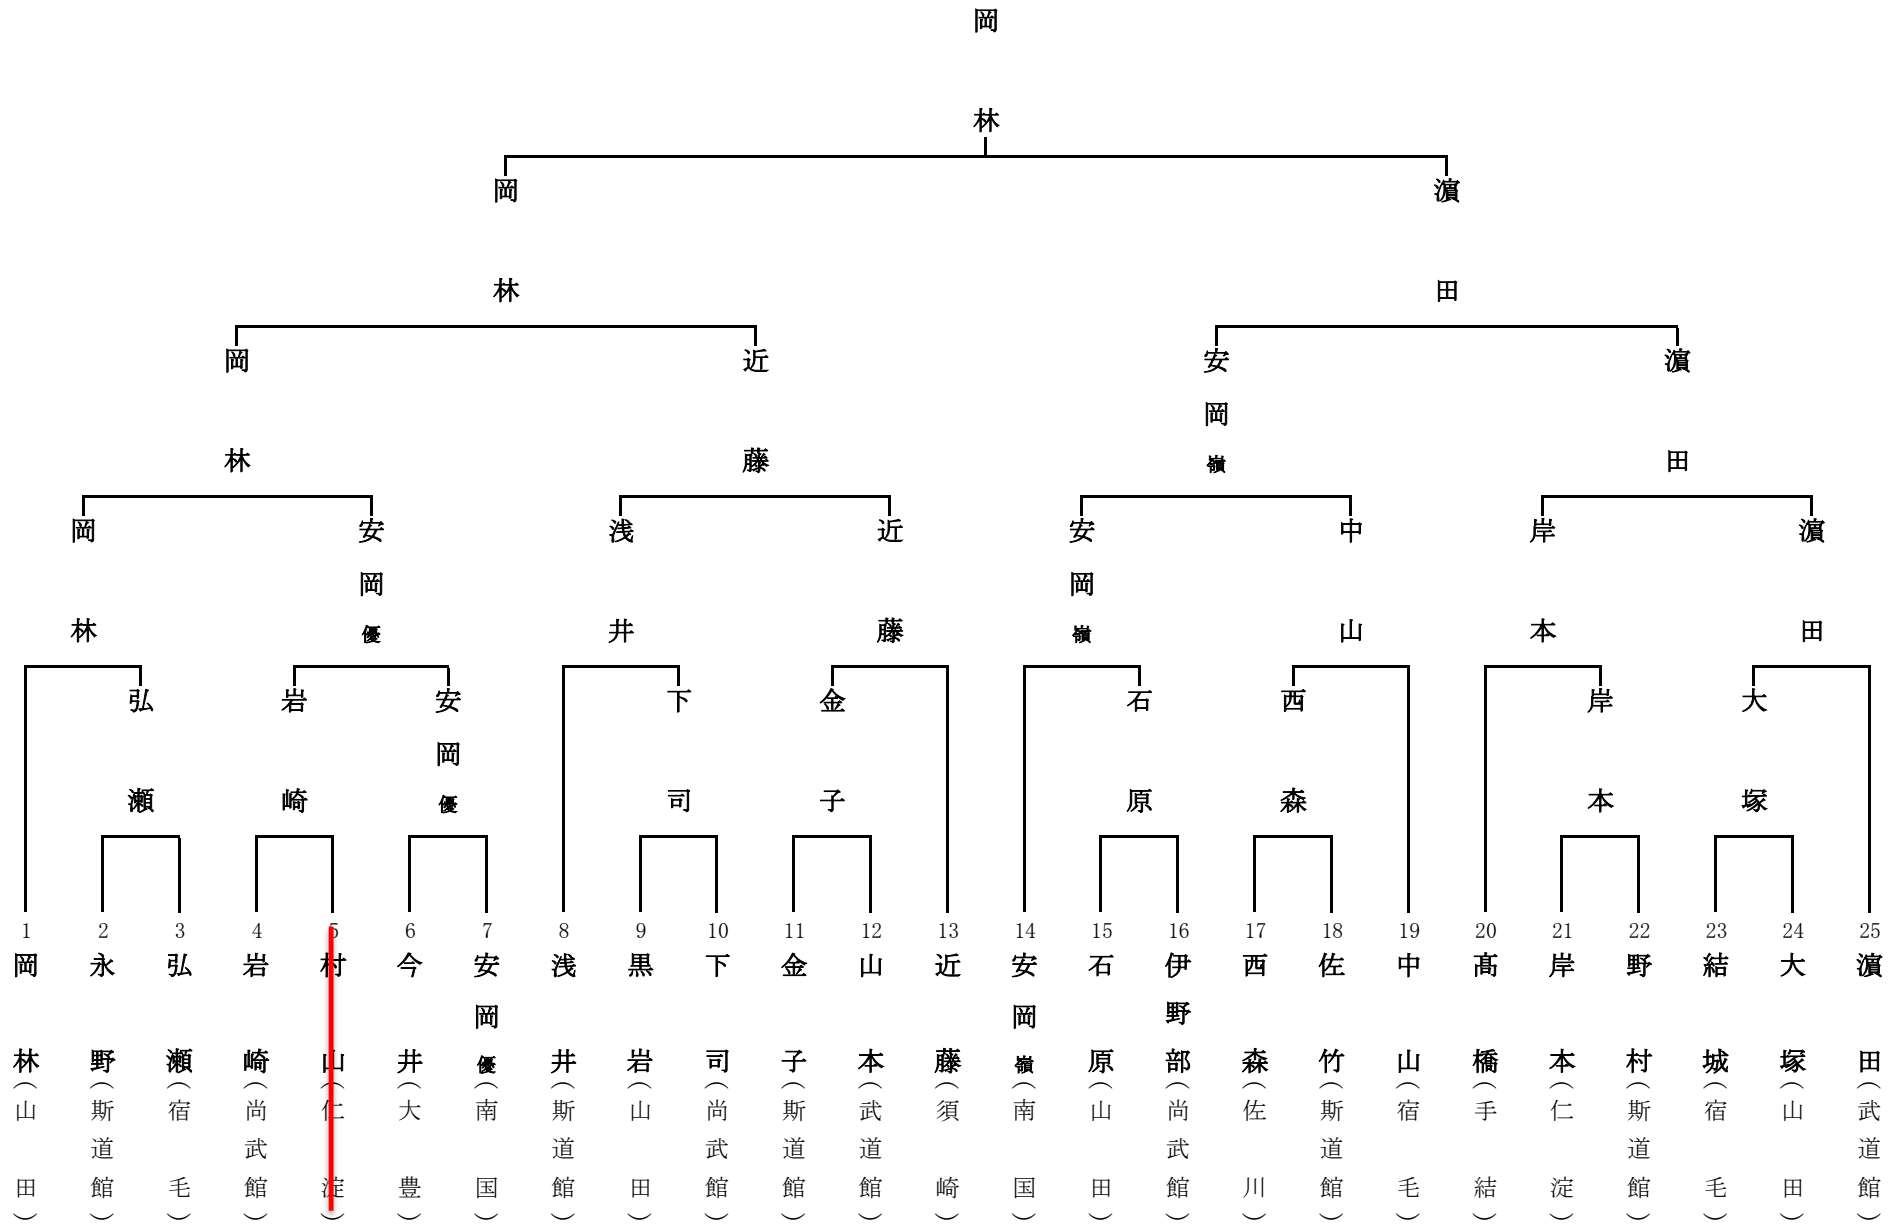 岡林
岡林
濵田
岡林
近藤
安岡嶺
濵田
岡林
安岡優
浅井
近藤
安岡嶺
中山
岸本
濵田
弘瀬
岩崎
安岡優
下司
金子
石原
西森
岸本
大塚
1 岡林（山田）
2 永野（斯道館）
3 弘瀬（宿毛）
4 岩崎（尚武館）
5 村山（仁淀）
6 今井（大豊）
7 安岡優（南国）
8 浅井（斯道館）
9 黒岩（山田）
10 下司（尚武館）
11 金子（斯道館）
12 山本（武道館）
13 近藤（須崎）
14 安岡嶺（南国）
15 石原（山田）
16 伊野部（尚武館）
17 西森（佐川）
18 佐竹（斯道館）
19 中山（宿毛）
20 髙橋（手結）
21 岸本（仁淀）
22 野村（斯道館）
23 結城（宿毛）
24 大塚（山田）
25 濵田（武道館）